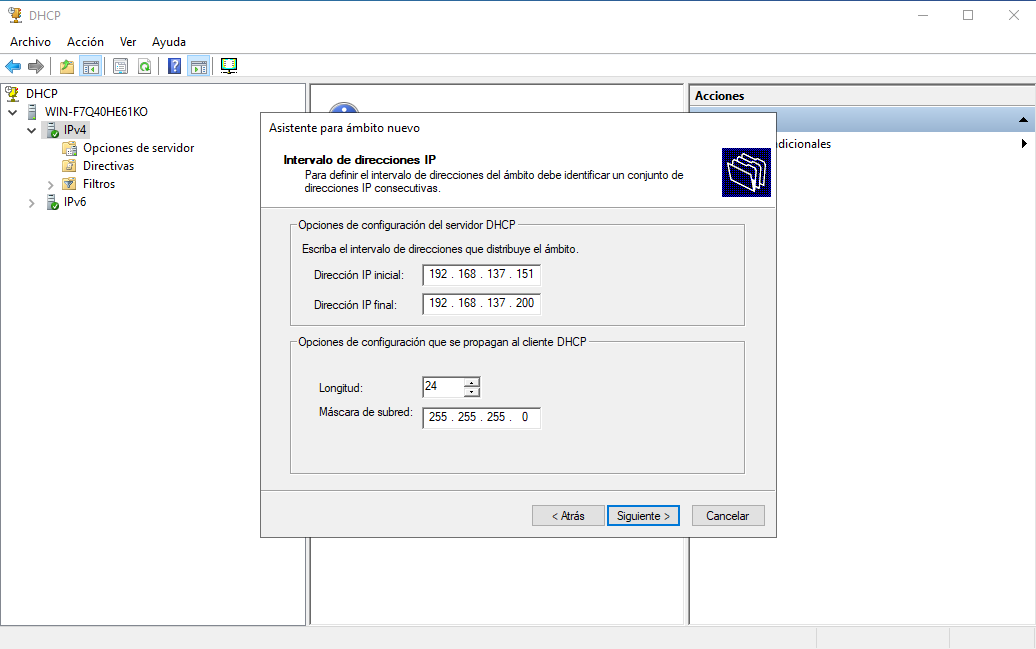 DHCP
Archivo Acción Ver Ayuda
DHCP
WIN-F7Q40HE61KO
IPv4
Opciones de servidor
Directivas
Filtros
IPv6
Asistente para ámbito nuevo
Intervalo de direcciones IP
Para definir el intervalo de direcciones del ámbito debe identificar un conjunto de
direcciones IP consecutivas.
Opciones de configuración del servidor DHCP
Escriba el intervalo de direcciones que distribuye el ámbito.
Dirección IP inicial: 192 . 168 . 137 . 151
Dirección IP final: 192 . 168 . 137 . 200
Opciones de configuración que se propagan al cliente DHCP
Longitud: 24
Máscara de subred: 255 . 255 . 255 . 0
< Atrás Siguiente > Cancelar
Acciones
dicionales